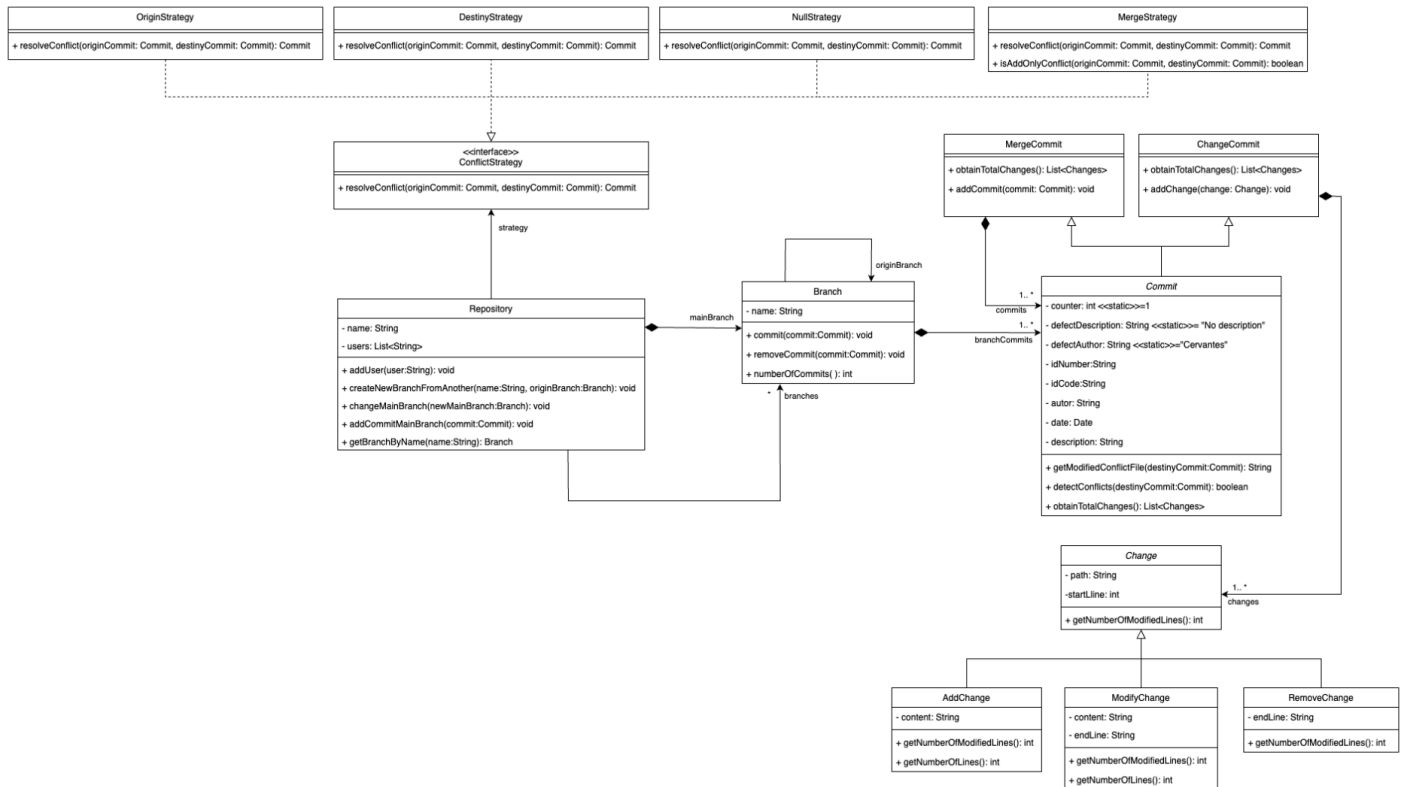 OriginStrategy
+ resolveConflict(originCommit: Commit, destinyCommit: Commit): Commit
DestinyStrategy
+ resolveConflict(originCommit: Commit, destinyCommit: Commit): Commit
NullStrategy
+ resolveConflict(originCommit: Commit, destinyCommit: Commit): Commit
MergeStrategy
+ resolveConflict(originCommit: Commit, destinyCommit: Commit): Commit
+ isAddOnlyConflict(originCommit: Commit, destinyCommit: Commit): boolean
<<interface>>
ConflictStrategy
+ resolveConflict(originCommit: Commit, destinyCommit: Commit): Commit
strategy
MergeCommit
+ obtainTotalChanges(): List<Changes>
+ addCommit(commit: Commit): void
ChangeCommit
+ obtainTotalChanges(): List<Changes>
+ addChange(change: Change): void
Repository
- name: String
- users: List<String>
+ addUser(user:String): void
+ createNewBranchFromAnother(name:String, originBranch:Branch): void
+ changeMainBranch(newMainBranch:Branch): void
+ addCommitMainBranch(commit:Commit): void
+ getBranchByName(name:String): Branch
mainBranch
originBranch
Branch
- name: String
+ commit(commit:Commit): void
+ removeCommit(commit:Commit): void
+ numberOfCommits( ): int
* branches
1.. *
commits
1.. *
branchCommits
Commit
- counter: int <<static>>=1
- defectDescription: String <<static>>= "No description"
- defectAuthor: String <<static>>="Cervantes"
- idNumber:String
- idCode:String
- autor: String
- date: Date
- description: String
+ getModifiedConflictFile(destinyCommit:Commit): String
+ detectConflicts(destinyCommit:Commit): boolean
+ obtainTotalChanges(): List<Changes>
Change
- path: String
-startLline: int
+ getNumberOfModifiedLines(): int
1.. *
changes
AddChange
- content: String
+ getNumberOfModifiedLines(): int
+ getNumberOfLines(): int
ModifyChange
- content: String
- endLine: String
+ getNumberOfModifiedLines(): int
+ getNumberOfLines(): int
RemoveChange
- endLine: String
+ getNumberOfModifiedLines(): int